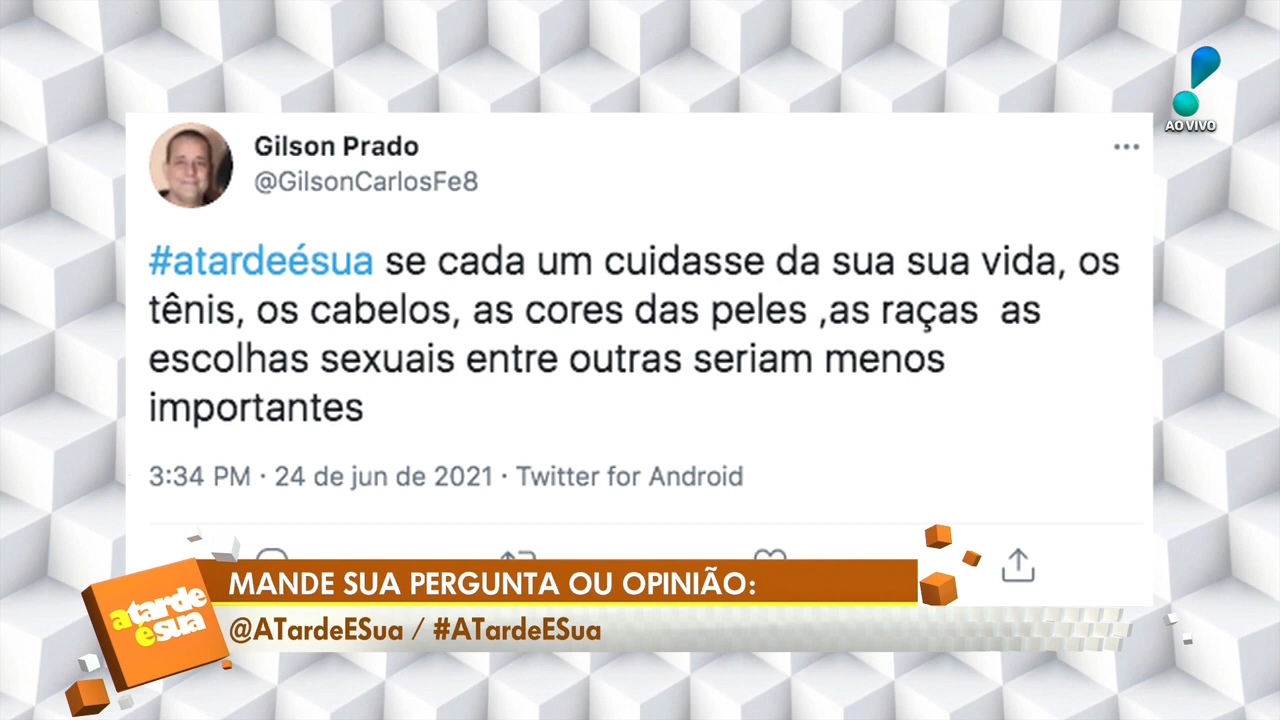 AO VIVO
Gilson Prado
@GilsonCarlosFe8
#atardeésua se cada um cuidasse da sua sua vida, os
tênis, os cabelos, as cores das peles ,as raças  as
escolhas sexuais entre outras seriam menos
importantes
3:34 PM · 24 de jun de 2021 · Twitter for Android
a tarde
é sua
MANDE SUA PERGUNTA OU OPINIÃO:
@ATardeESua / #ATardeESua